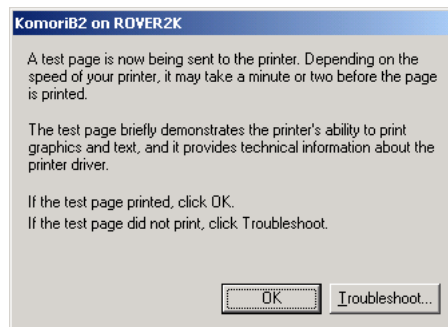 KomoriB2 on ROVER2K
A test page is now being sent to the printer. Depending on the
speed of your printer, it may take a minute or two before the page
is printed.
The test page briefly demonstrates the printer's ability to print
graphics and text, and it provides technical information about the
printer driver.
If the test page printed, click OK.
If the test page did not print, click Troubleshoot.
OK
Troubleshoot...